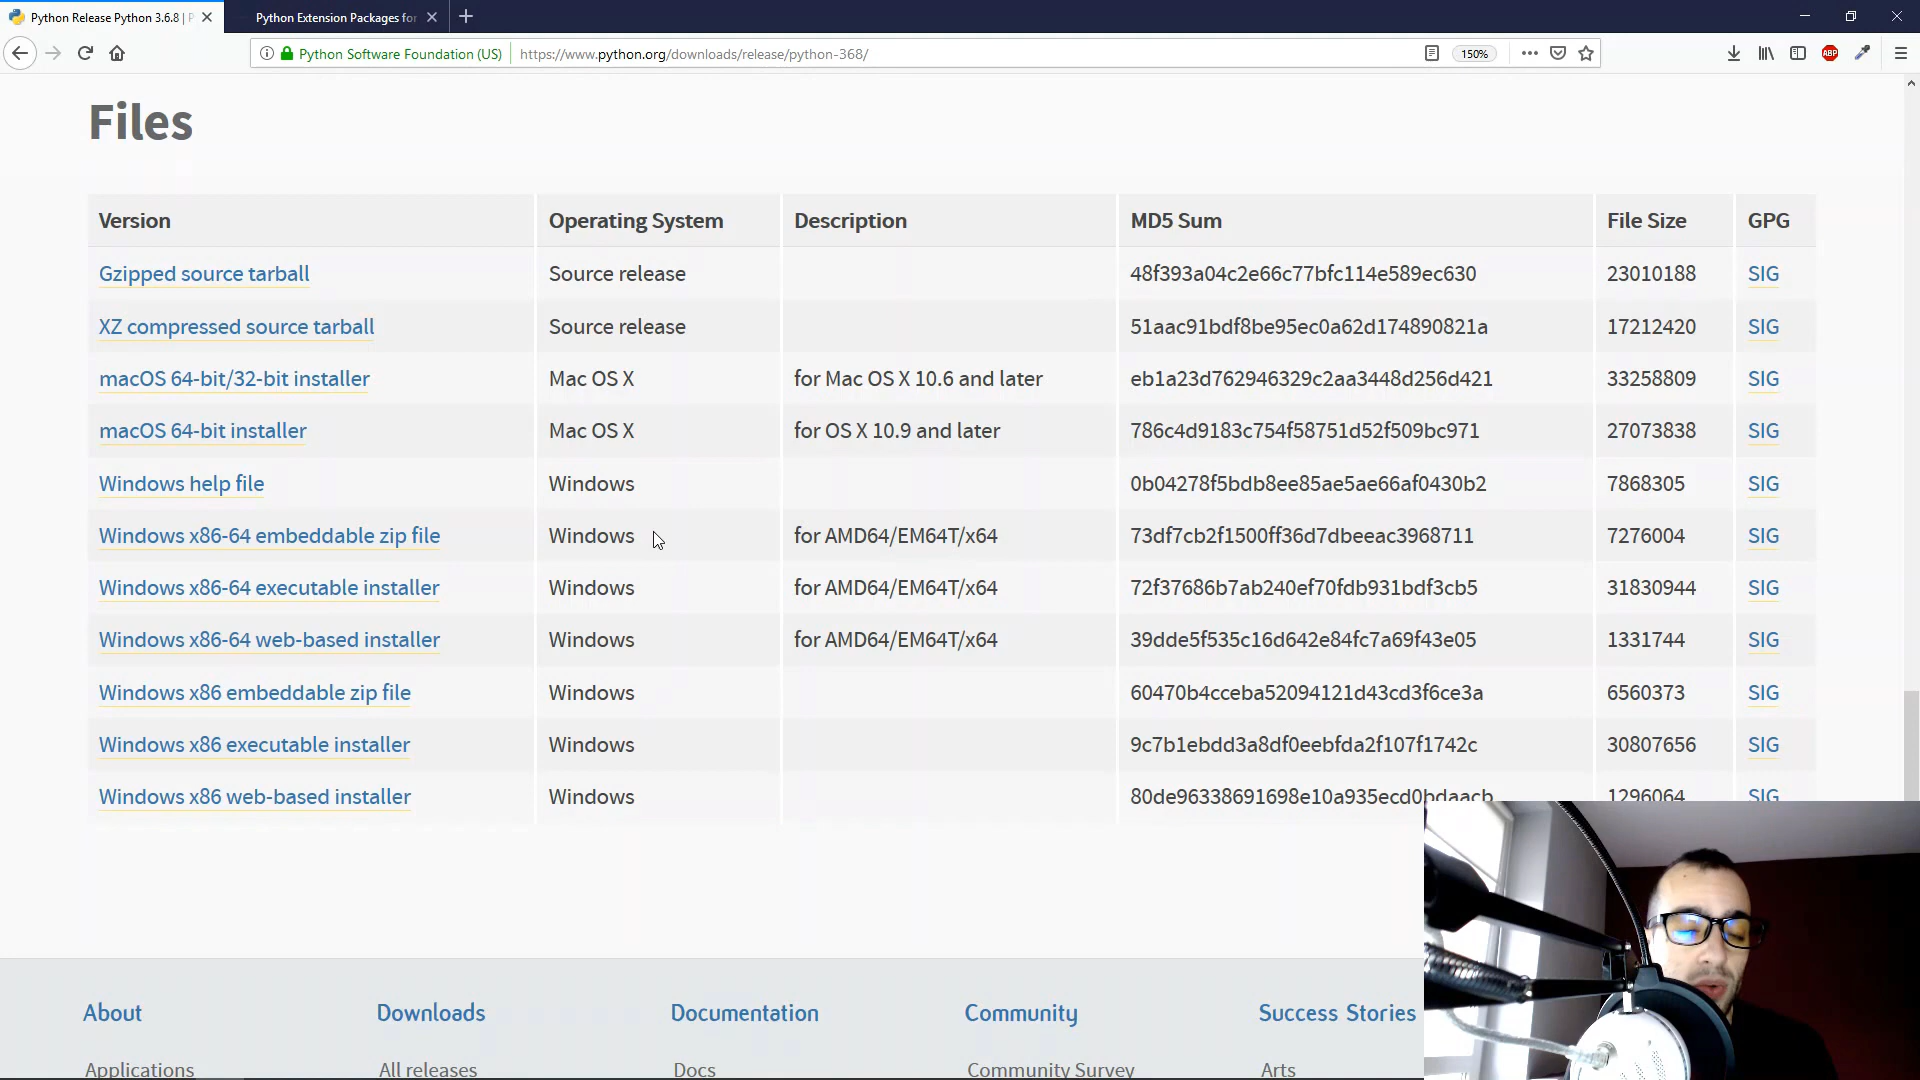 Python Release Python 3.6.8 | P
Python Extension Packages for
Python Software Foundation (US) https://www.python.org/downloads/release/python-368/ 150% ABP
Files
Version Operating System Description MD5 Sum File Size GPG
Gzipped source tarball Source release 48f393a04c2e66c77bfc114e589ec630 23010188 SIG
XZ compressed source tarball Source release 51aac91bdf8be95ec0a62d174890821a 17212420 SIG
macOS 64-bit/32-bit installer Mac OS X for Mac OS X 10.6 and later eb1a23d762946329c2aa3448d256d421 33258809 SIG
macOS 64-bit installer Mac OS X for OS X 10.9 and later 786c4d9183c754f58751d52f509bc971 27073838 SIG
Windows help file Windows 0b04278f5bdb8ee85ae5ae66af0430b2 7868305 SIG
Windows x86-64 embeddable zip file Windows for AMD64/EM64T/x64 73df7cb2f1500ff36d7dbeeac3968711 7276004 SIG
Windows x86-64 executable installer Windows for AMD64/EM64T/x64 72f37686b7ab240ef70fdb931bdf3cb5 31830944 SIG
Windows x86-64 web-based installer Windows for AMD64/EM64T/x64 39dde5f535c16d642e84fc7a69f43e05 1331744 SIG
Windows x86 embeddable zip file Windows 60470b4cceba52094121d43cd3f6ce3a 6560373 SIG
Windows x86 executable installer Windows 9c7b1ebdd3a8df0eebfda2f107f1742c 30807656 SIG
Windows x86 web-based installer Windows 80de96338691698e10a935ecd0bdaacb 1296064 SIG
About Downloads Documentation Community Success Stories
Applications All releases Docs Community Survey Arts